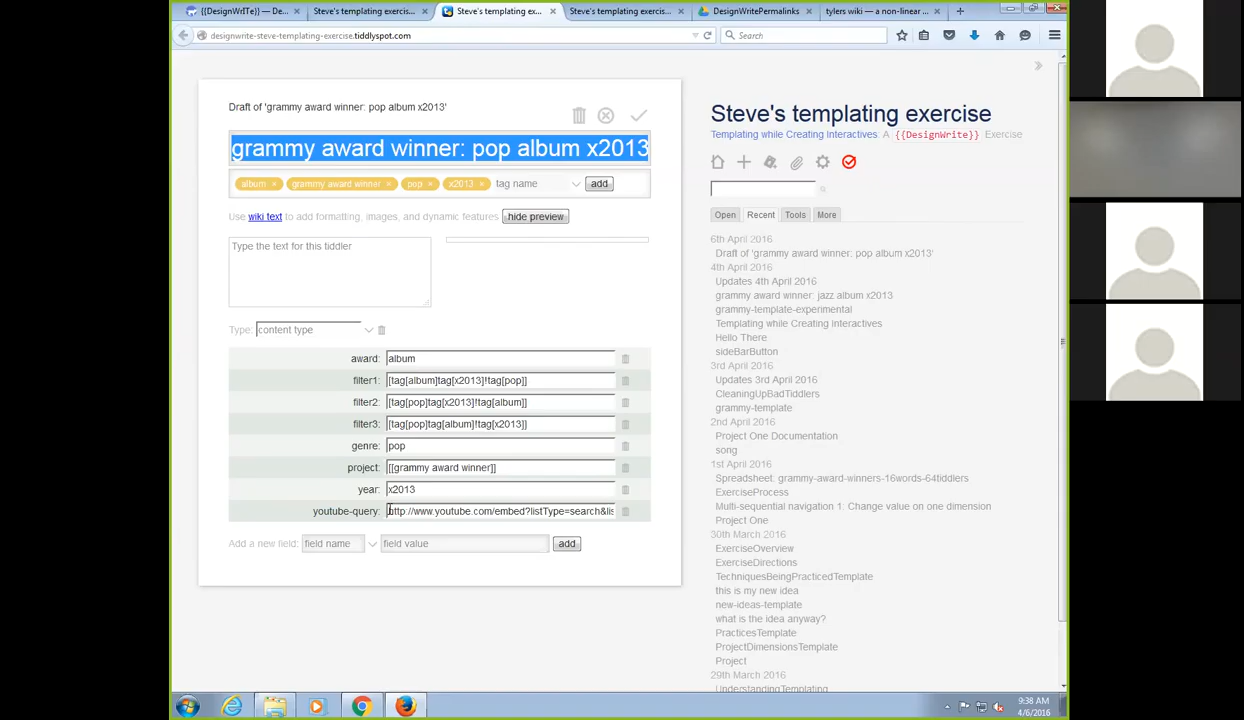 {{DesignWrITe}} — a De...
Steve's templating exercise...
Steve's templating ex...
Steve's templating exerc...
DesignWritePermalinks
tylers wiki — a non-linear ...
designwrite-steve-templating-exercise.tiddlyspot.com
Search
Draft of 'grammy award winner: pop album x2013'
grammy award winner: pop album x2013
album × grammy award winner × pop × x2013 × tag name add
Use wiki text to add formatting, images, and dynamic features hide preview
Type the text for this tiddler
Type: content type
award: album
filter1: [tag[album]tag[x2013]!tag[pop]]
filter2: [tag[pop]tag[x2013]!tag[album]]
filter3: [tag[pop]tag[album]!tag[x2013]]
genre: pop
project: [[grammy award winner]]
year: x2013
youtube-query: http://www.youtube.com/embed?listType=search&lis
Add a new field: field name field value add
Steve's templating exercise
Templating while Creating Interactives: A {{DesignWrite}} Exercise
Open Recent Tools More
6th April 2016
Draft of 'grammy award winner: pop album x2013'
4th April 2016
Updates 4th April 2016
grammy award winner: jazz album x2013
grammy-template-experimental
Templating while Creating Interactives
Hello There
sideBarButton
3rd April 2016
Updates 3rd April 2016
CleaningUpBadTiddlers
grammy-template
2nd April 2016
Project One Documentation
song
1st April 2016
Spreadsheet: grammy-award-winners-16words-64tiddlers
ExerciseProcess
Multi-sequential navigation 1: Change value on one dimension
Project One
30th March 2016
ExerciseOverview
ExerciseDirections
TechniquesBeingPracticedTemplate
this is my new idea
new-ideas-template
what is the idea anyway?
PracticesTemplate
ProjectDimensionsTemplate
Project
29th March 2016
UnderstandingTemplating
9:38 AM
4/6/2016